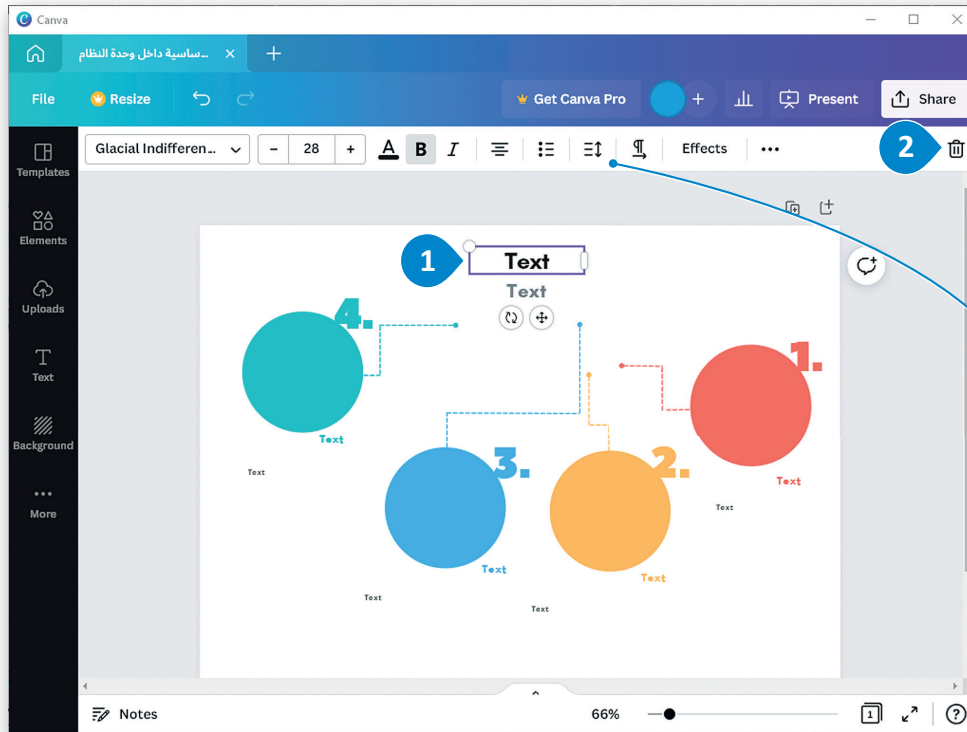 Canva
ـساسية داخل وحدة النظام
File
Resize
Get Canva Pro
Present
Share
Glacial Indifferen...
- 28 +
A B I
Effects
2
Templates
Elements
Uploads
Text
Background
More
1
Text
Text
4.
1.
Text
Text
3.
2.
Text
Text
Text
Text
Text
Text
Notes
66%
1
?